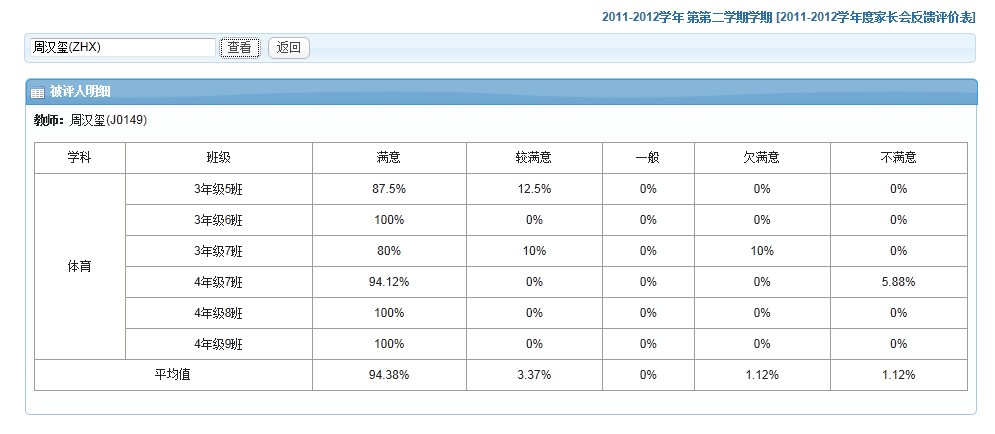 2011-2012学年 第第二学期学期 [2011-2012学年度家长会反馈评价表]
周汉玺(ZHX) 查看 返回
被评人明细
教师：周汉玺(J0149)
学科 班级 满意 较满意 一般 欠满意 不满意
3年级5班 87.5% 12.5% 0% 0% 0%
3年级6班 100% 0% 0% 0% 0%
3年级7班 80% 10% 0% 10% 0%
体育
4年级7班 94.12% 0% 0% 0% 5.88%
4年级8班 100% 0% 0% 0% 0%
4年级9班 100% 0% 0% 0% 0%
平均值 94.38% 3.37% 0% 1.12% 1.12%